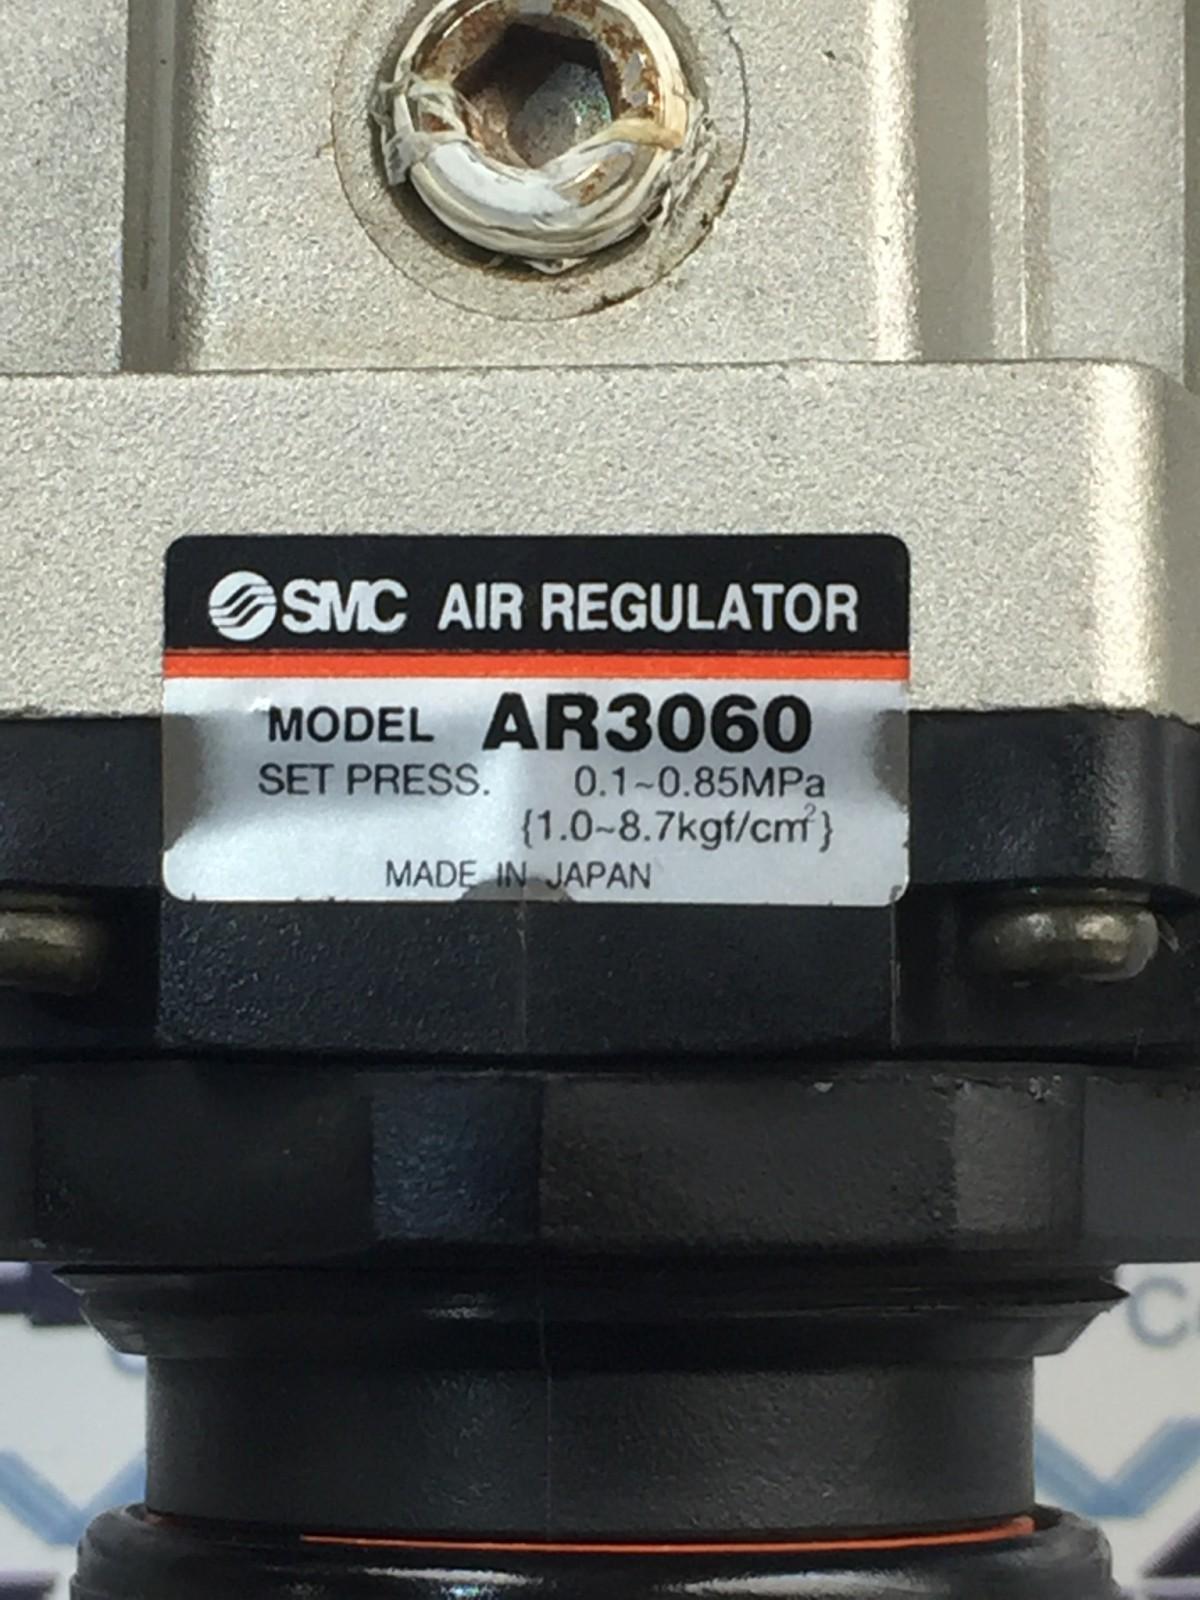 SMC AIR REGULATOR
MODEL AR3060
SET PRESS. 0.1~0.85MPa
{1.0~8.7kgf/cm²}
MADE IN JAPAN